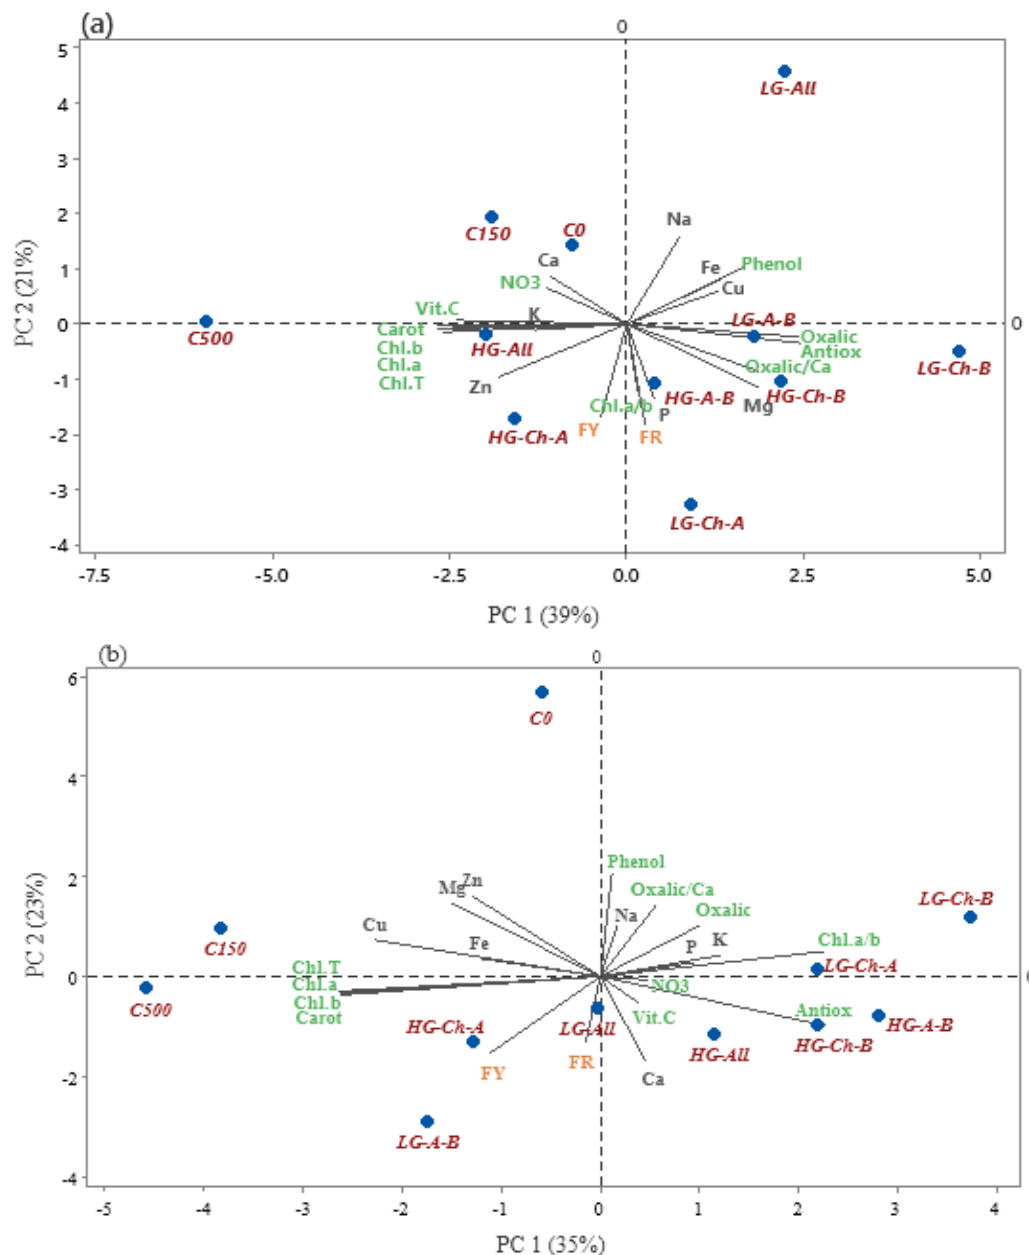 (a)
0
5
LG-All
4
3
2
C150
C0
Na
Ca
Fe
Phenol
1
NO3
Cu
Vit.C
K
LG-A-B
0
C500
Carot
HG-All
Oxalic
0
Chl.b
Antiox
LG-Ch-B
Chl.a
Oxalic/Ca
-1
Chl.T
Zn
Chl.a/b
P
HG-A-B
Mg
HG-Ch-B
-2
HG-Ch-A
FY
FR
-3
LG-Ch-A
-4
PC 2 (21%)
-7.5
-5.0
-2.5
0.0
2.5
5.0
PC 1 (39%)
(b)
0
6
C0
4
2
Phenol
Mg
Zn
Oxalic/Ca
LG-Ch-B
Oxalic
Cu
Na
C150
Fe
P
K
Chl.a/b
Chl.T
LG-Ch-A
0
Chl.a
NO3
C500
Chl.b
Carot
Vit.C
Antiox
HG-Ch-A
LG-All
HG-A-B
HG-All
HG-Ch-B
FY
FR
Ca
-2
LG-A-B
-4
PC 2 (23%)
-5
-4
-3
-2
-1
0
1
2
3
4
PC 1 (35%)